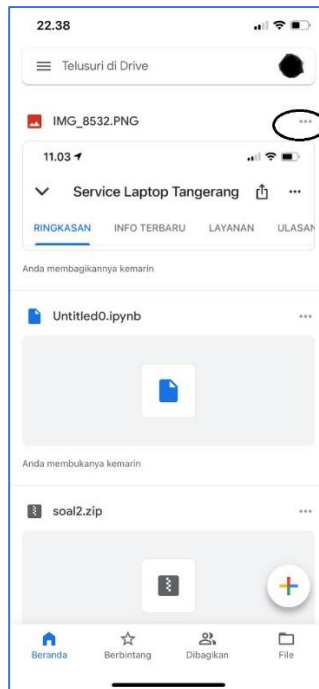 22.38
Telusuri di Drive
IMG_8532.PNG
11.03
Service Laptop Tangerang
RINGKASAN INFO TERBARU LAYANAN ULASAN
Anda membagikannya kemarin
Untitled0.ipynb
Anda membukanya kemarin
soal2.zip
Beranda Berbintang Dibagikan File